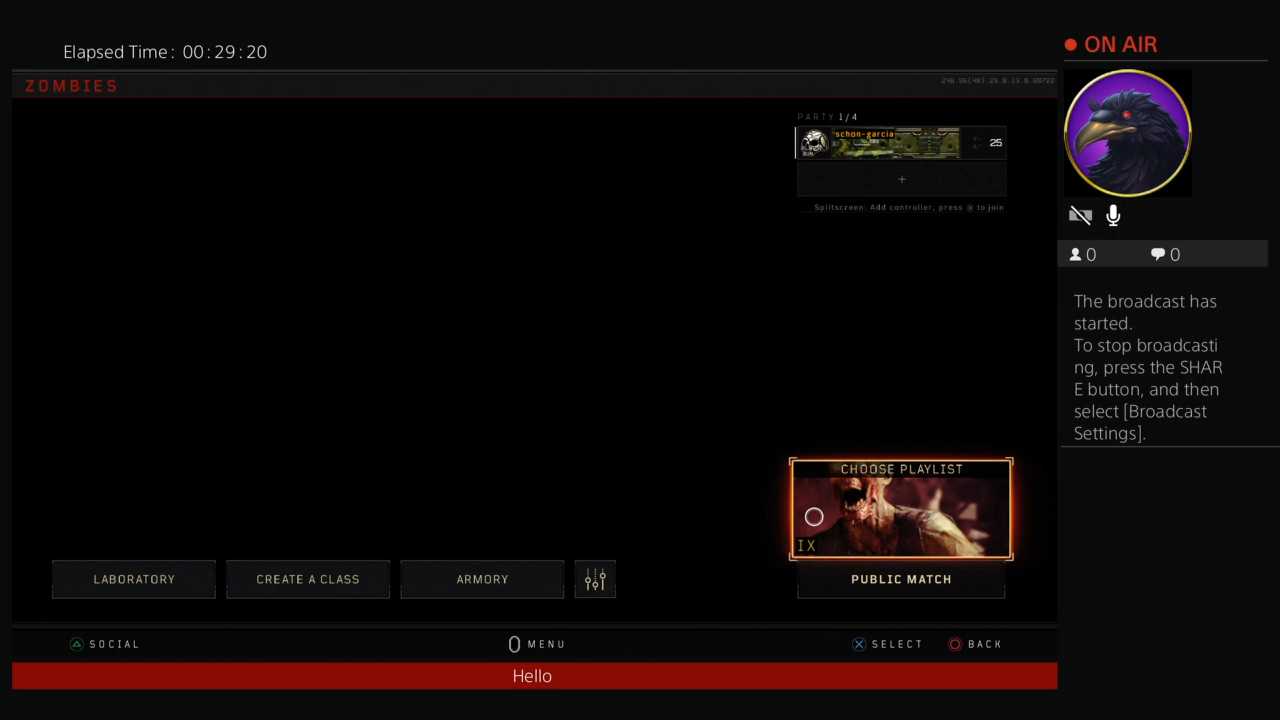 Elapsed Time: 00:29:20
ON AIR
ZOMBIES
PARTY 1/4
schon-garcia
25
+
Splitscreen: Add controller, press to join
0
0
The broadcast has
started.
To stop broadcasti
ng, press the SHAR
E button, and then
select [Broadcast
Settings].
CHOOSE PLAYLIST
IX
LABORATORY
CREATE A CLASS
ARMORY
PUBLIC MATCH
SOCIAL
MENU
SELECT
BACK
Hello